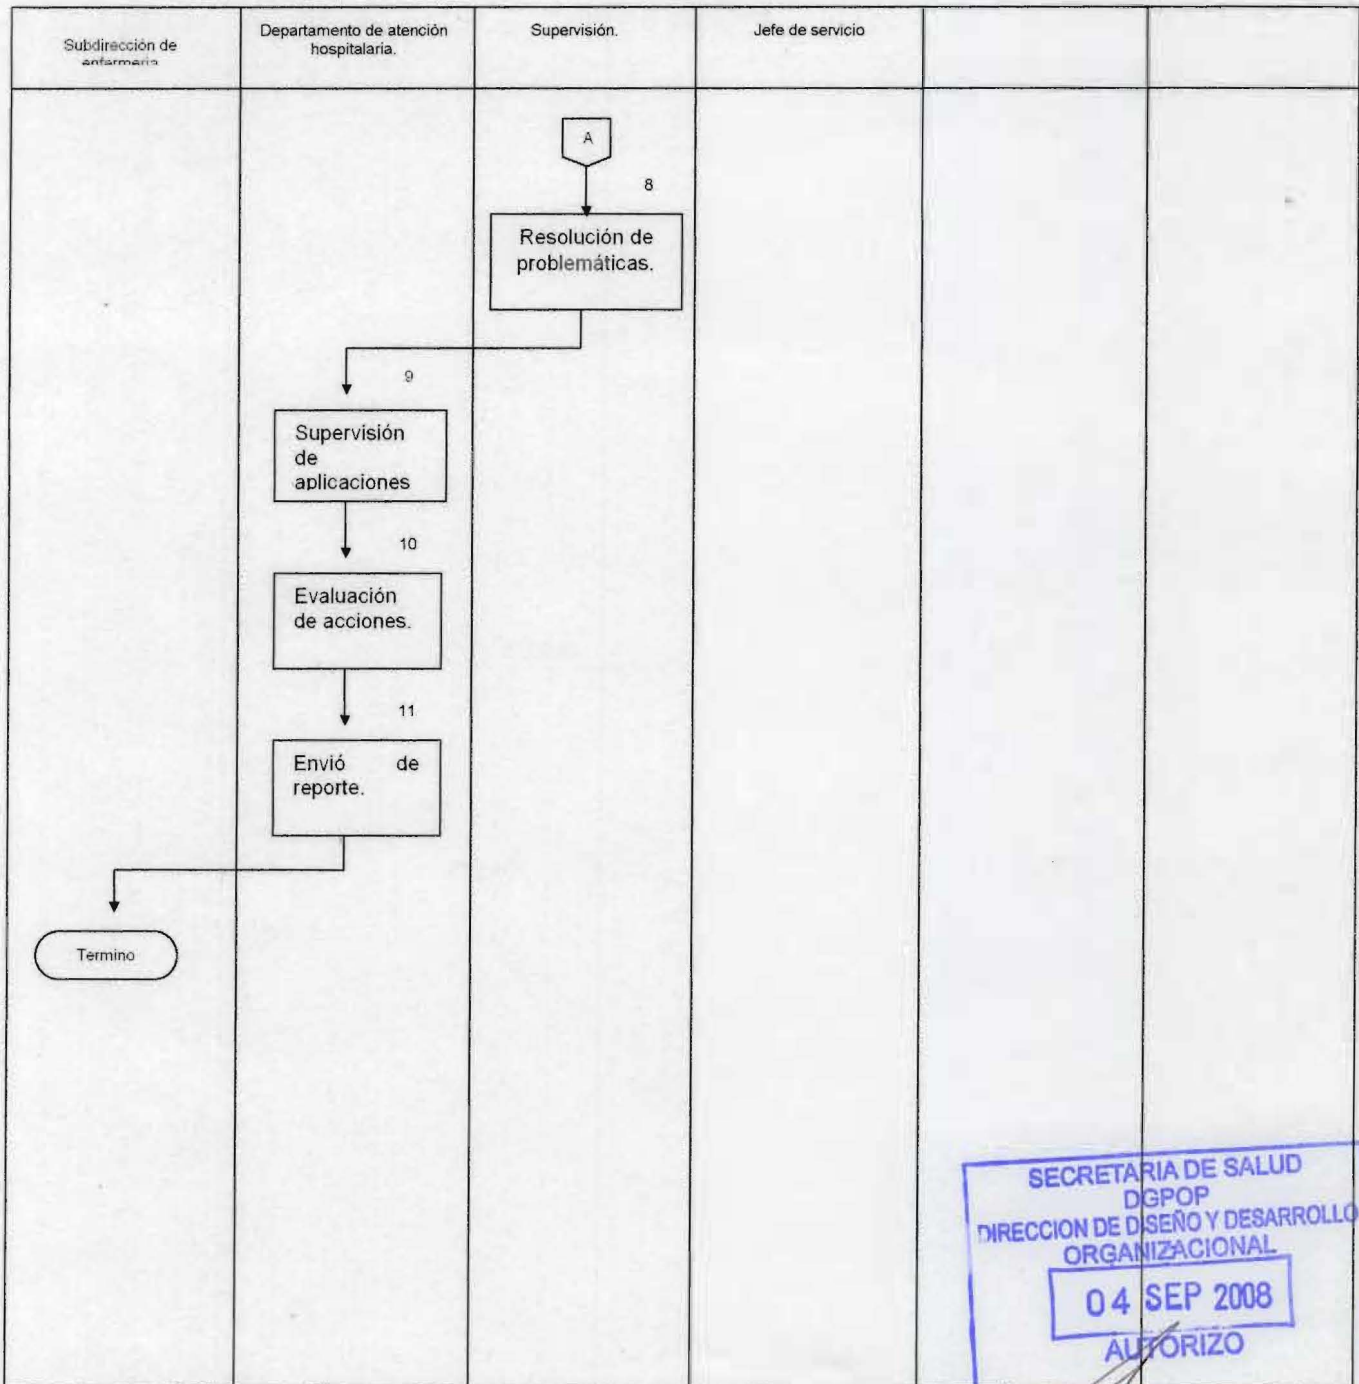 Subdirección de
enfermería
Departamento de atención
hospitalaria.
Supervisión.
Jefe de servicio
A
8
Resolución de
problemáticas.
9
Supervisión
de
aplicaciones
10
Evaluación
de acciones.
11
Envió de
reporte.
Termino
SECRETARIA DE SALUD
DGPOP
DIRECCION DE DISEÑO Y DESARROLLO
ORGANIZACIONAL
04 SEP 2008
AUTORIZO